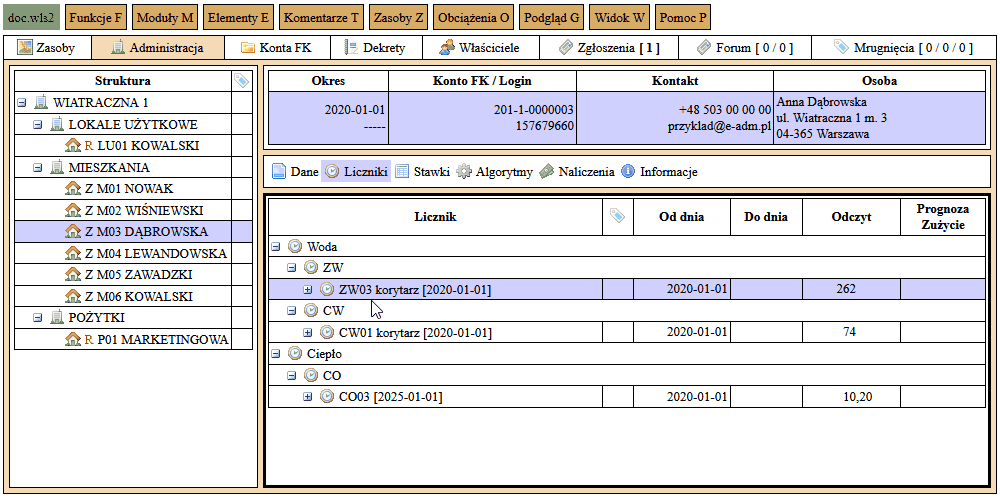 doc.wls2 Funkcje F Moduły M Elementy E Komentarze T Zasoby Z Obciążenia O Podgląd G Widok W Pomoc P
Zasoby Administracja Konta FK Dekrety Właściciele Zgłoszenia [ 1 ] Forum [ 0 / 0 ] Mrugnięcia [ 0 / 0 / 0 ]
Struktura
WIATRACZNA 1
LOKALE UŻYTKOWE
R LU01 KOWALSKI
MIESZKANIA
Z M01 NOWAK
Z M02 WIŚNIEWSKI
Z M03 DĄBROWSKA
Z M04 LEWANDOWSKA
Z M05 ZAWADZKI
Z M06 KOWALSKI
POŻYTKI
R P01 MARKETINGOWA
Okres Konto FK / Login Kontakt Osoba
2020-01-01
-----
201-1-0000003
157679660
+48 503 00 00 00
przyklad@e-adm.pl
Anna Dąbrowska
ul. Wiatraczna 1 m. 3
04-365 Warszawa
Dane Liczniki Stawki Algorytmy Naliczenia Informacje
Licznik Od dnia Do dnia Odczyt Prognoza
Zużycie
Woda
ZW
ZW03 korytarz [2020-01-01] 2020-01-01 262
CW
CW01 korytarz [2020-01-01] 2020-01-01 74
Ciepło
CO
CO03 [2025-01-01] 2020-01-01 10,20